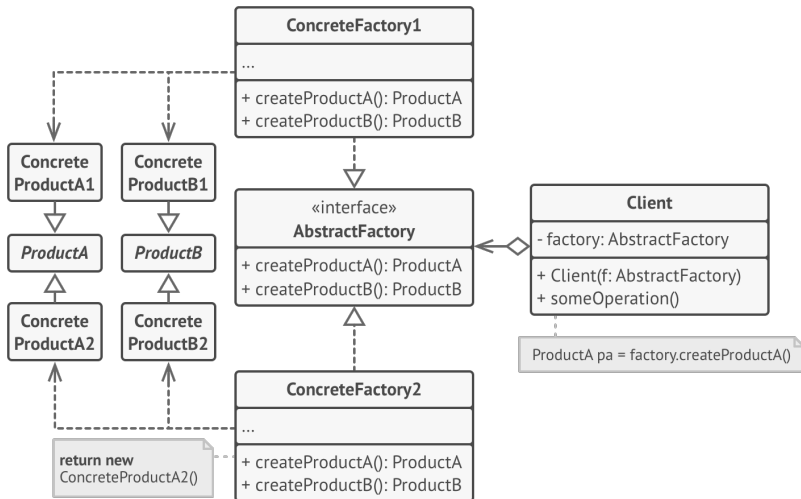 ConcreteFactory1
...
+ createProductA(): ProductA
+ createProductB(): ProductB
Concrete
ProductA1
Concrete
ProductB1
ProductA
ProductB
Concrete
ProductA2
Concrete
ProductB2
«interface»
AbstractFactory
+ createProductA(): ProductA
+ createProductB(): ProductB
Client
- factory: AbstractFactory
+ Client(f: AbstractFactory)
+ someOperation()
ProductA pa = factory.createProductA()
ConcreteFactory2
...
+ createProductA(): ProductA
+ createProductB(): ProductB
return new
ConcreteProductA2()